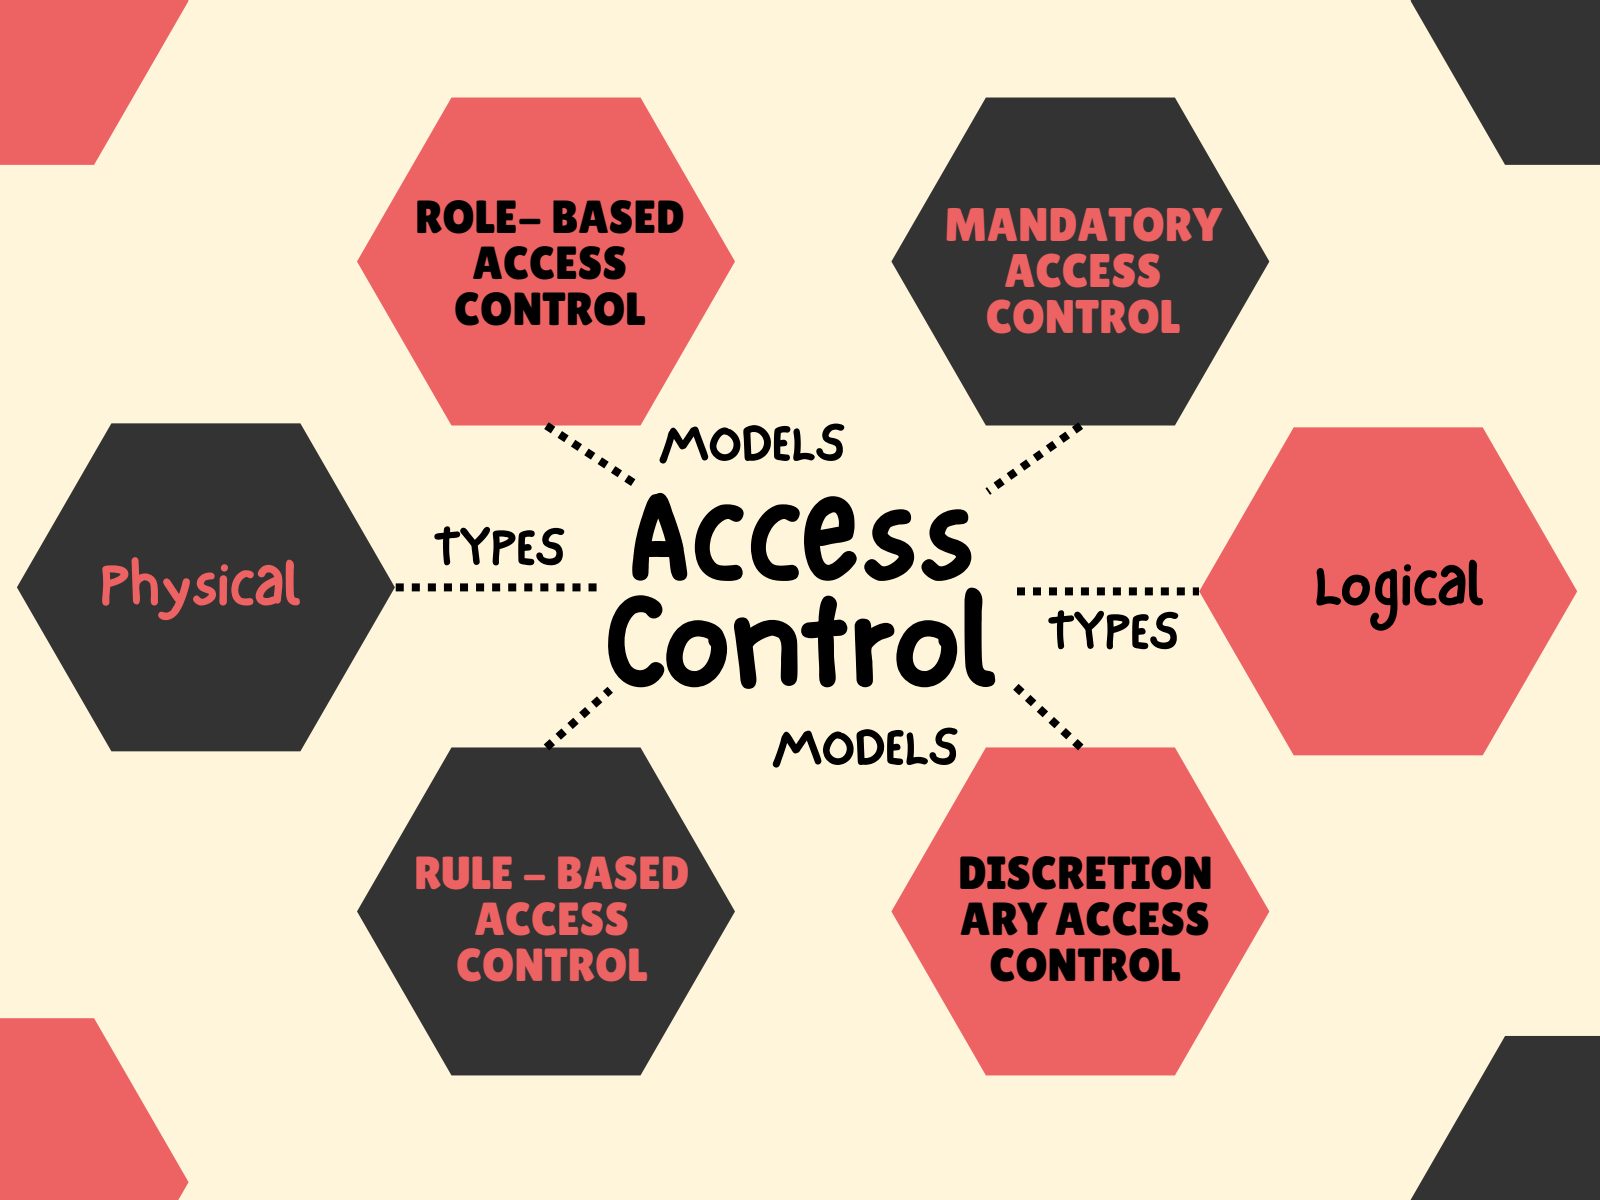 ROLE- BASED
ACCESS
CONTROL
MANDATORY
ACCESS
CONTROL
MODELS
Physical
TYPES
Access
Control
TYPES
Logical
MODELS
RULE - BASED
ACCESS
CONTROL
DISCRETION
ARY ACCESS
CONTROL